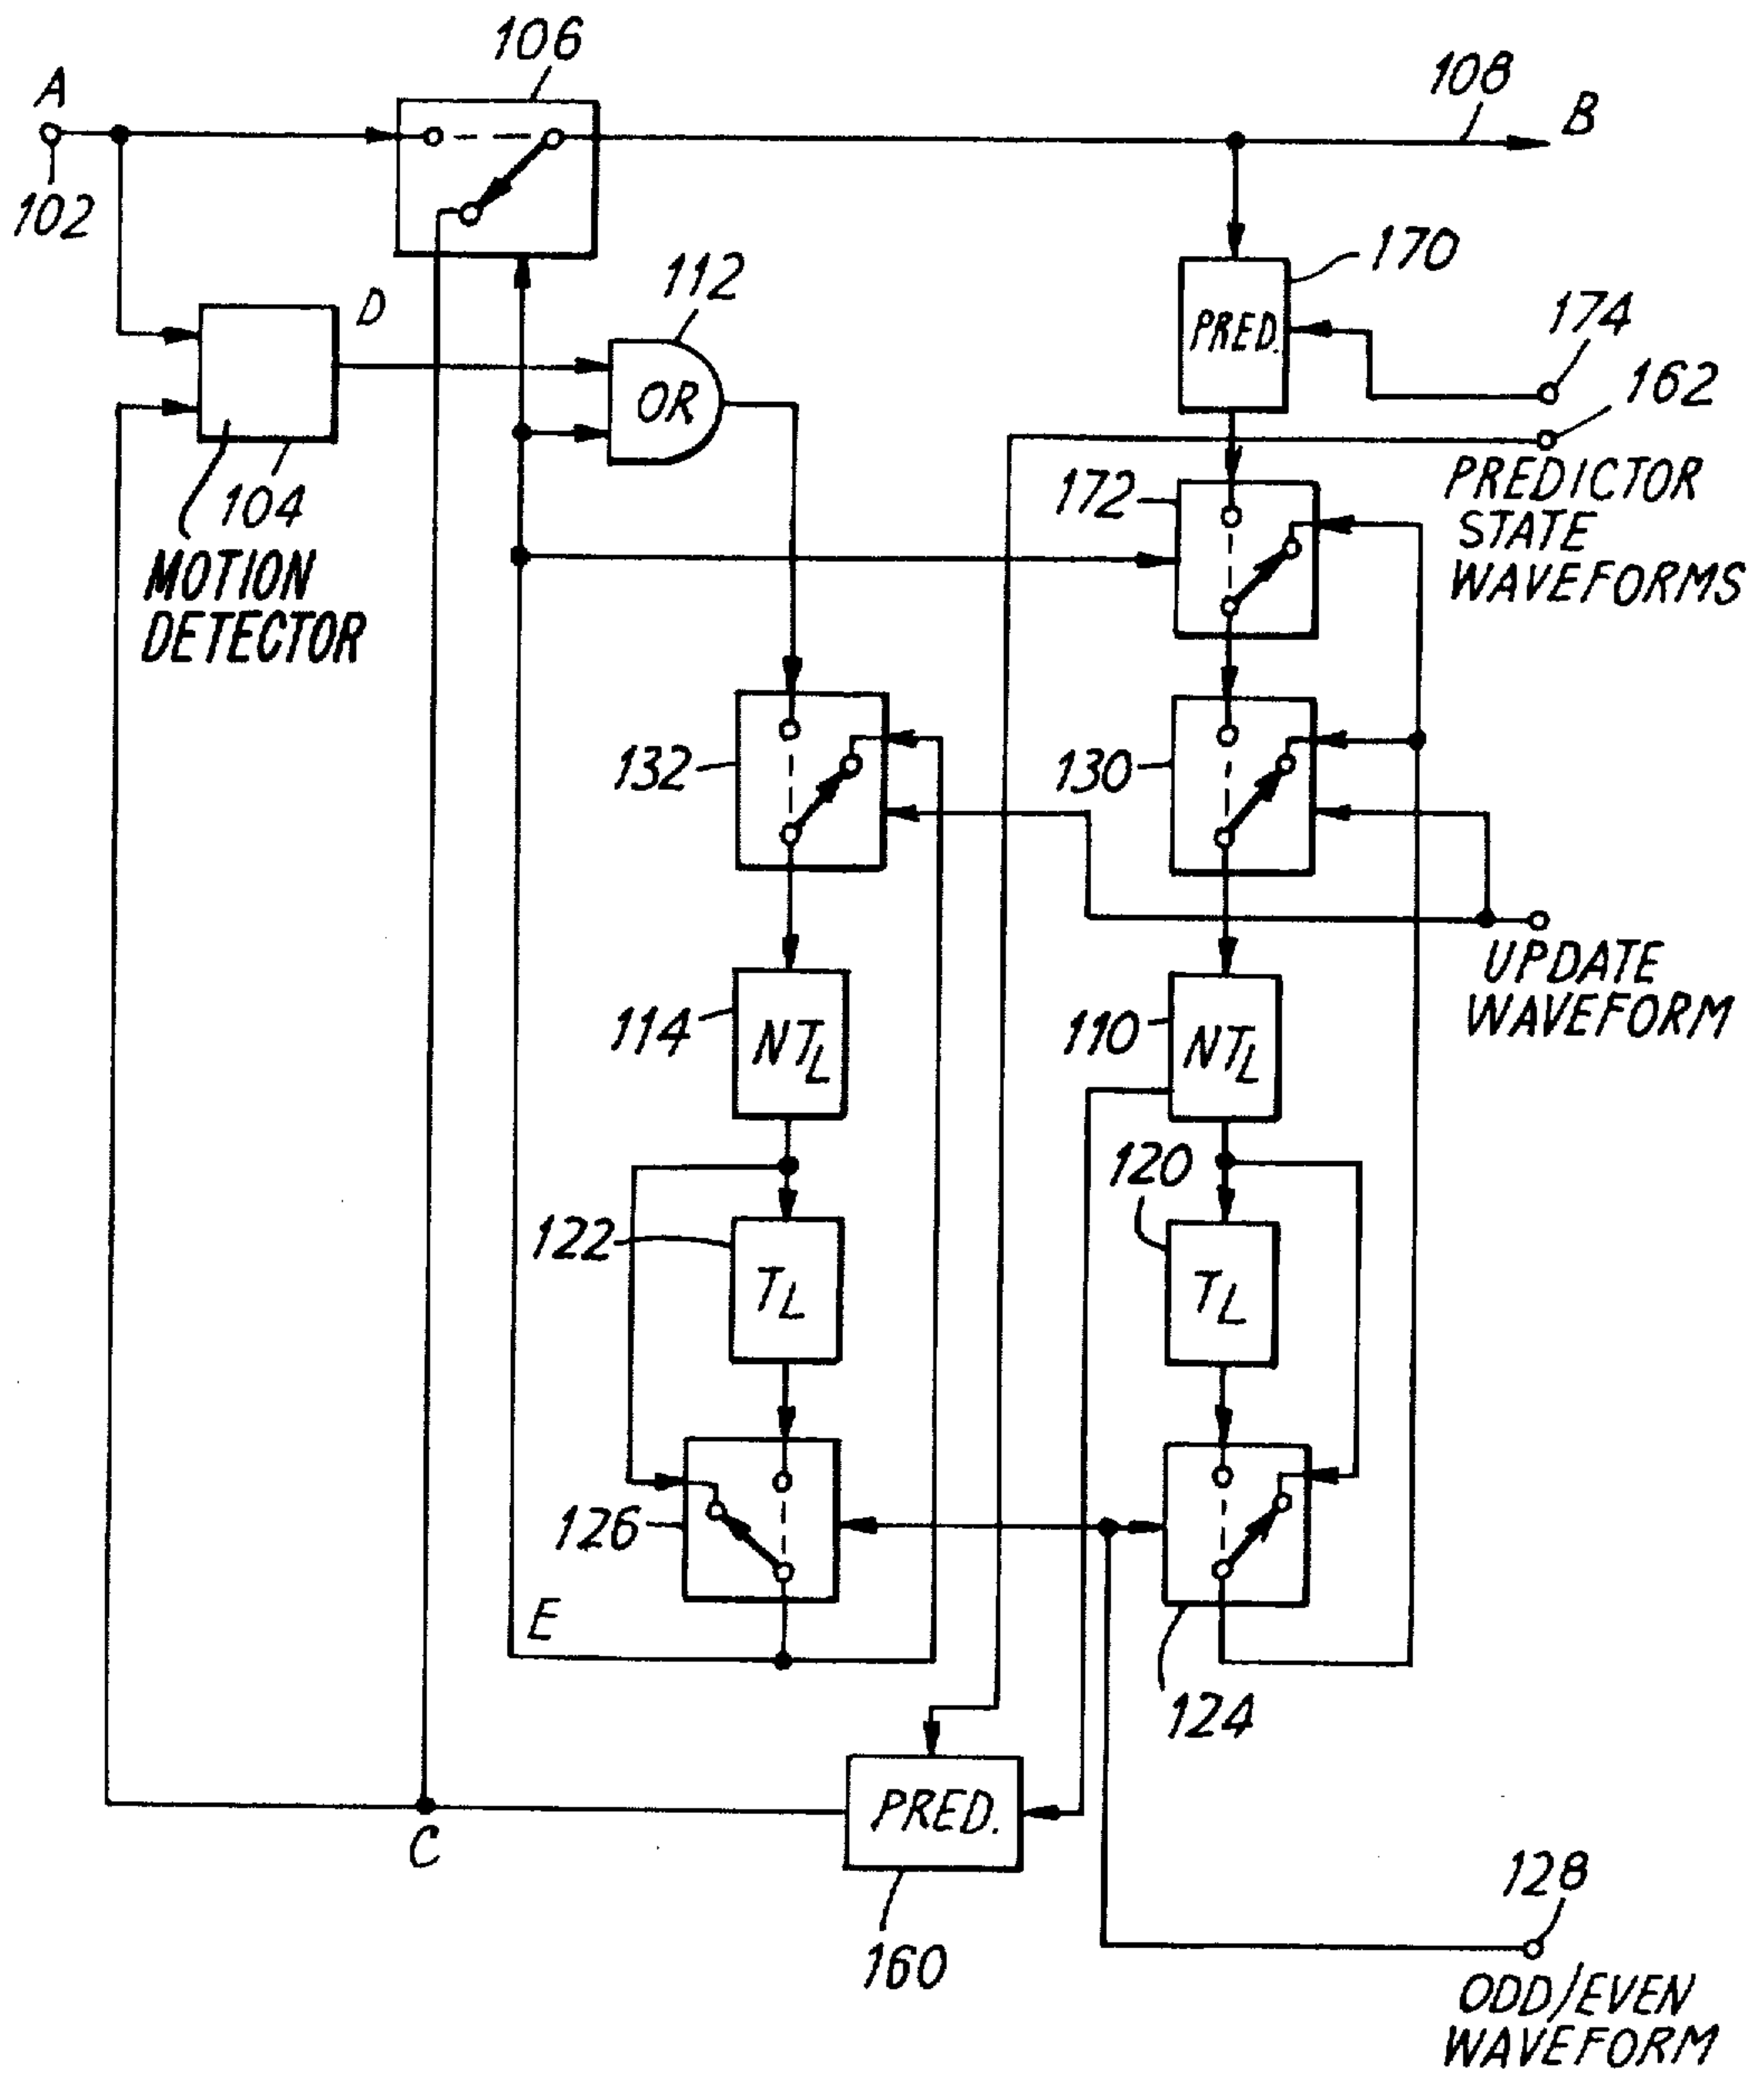 106
A
108
B
102
170
112
D
174
PRED.
162
OR
PREDICTOR
STATE
WAVEFORMS
172
104
MOTION
DETECTOR
132
130
UPDATE
WAVEFORM
114
NTL
110
NTL
120
122
TL
TL
126
E
124
PRED.
C
128
160
ODD/EVEN
WAVEFORM